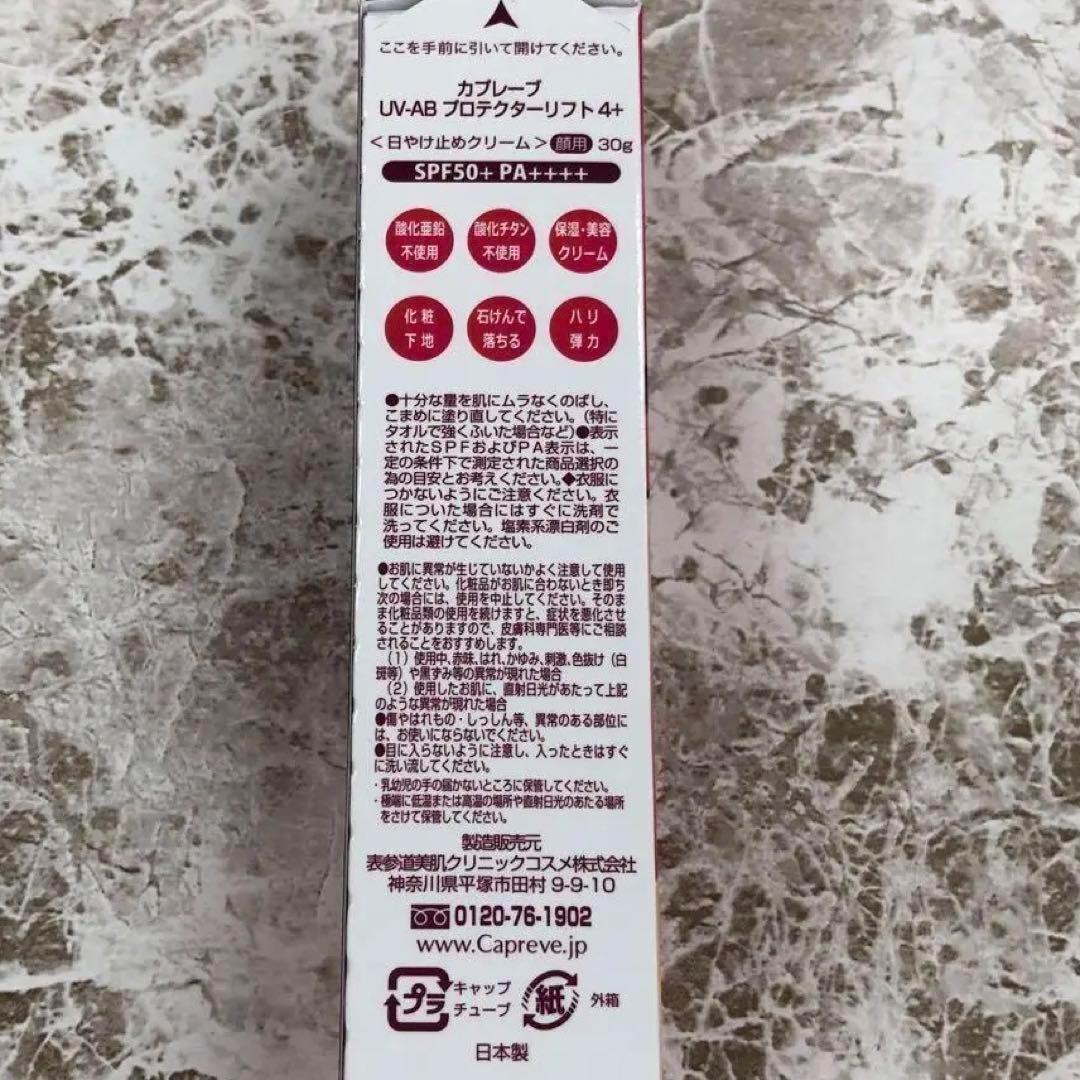 ここを手前に引いて開けてください。
カプレーブ
UV-AB プロテクターリフト4+
<日やけ止めクリーム> 顔用 30g
SPF50+ PA++++
酸化亜鉛
不使用
酸化チタン
不使用
保湿・美容
クリーム
化粧
下地
石けんで
落ちる
ハリ
弾力
●十分な量を肌にムラなくのばし、
こまめに塗り直してください。(特に
タオルで強くふいた場合など)●表示
されたSPFおよびPA表示は、一
定の条件下で測定された商品選択の
為の目安とお考えください。◆衣服に
つかないようにご注意ください。衣
服についた場合にはすぐに洗剤で
洗ってください。塩素系漂白剤のご
使用は避けてください。
●お肌に異常が生じていないかよく注意して使用
してください。化粧品がお肌に合わないとき即ち
次の場合には、使用を中止してください。そのま
ま化粧品類の使用を続けますと、症状を悪化させ
ることがありますので、皮膚科専門医等にご相談
されることをおすすめします。
(1)使用中、赤味、はれ、かゆみ、刺激、色抜け(白
斑等)や黒ずみ等の異常が現れた場合
(2)使用したお肌に、直射日光があたって上記
のような異常が現れた場合
●傷やはれもの・しっしん等、異常のある部位に
は、お使いにならないでください。
●目に入らないように注意し、入ったときはすぐ
に洗い流してください。
・乳幼児の手の届かないところに保管してください。
・極端に低温または高温の場所や直射日光のあたる場所
をさけて保管してください。
製造販売元
表参道美肌クリニックコスメ株式会社
神奈川県平塚市田村 9-9-10
0120-76-1902
www.Capreve.jp
プラ
キャップ
チューブ
紙
外箱
日本製